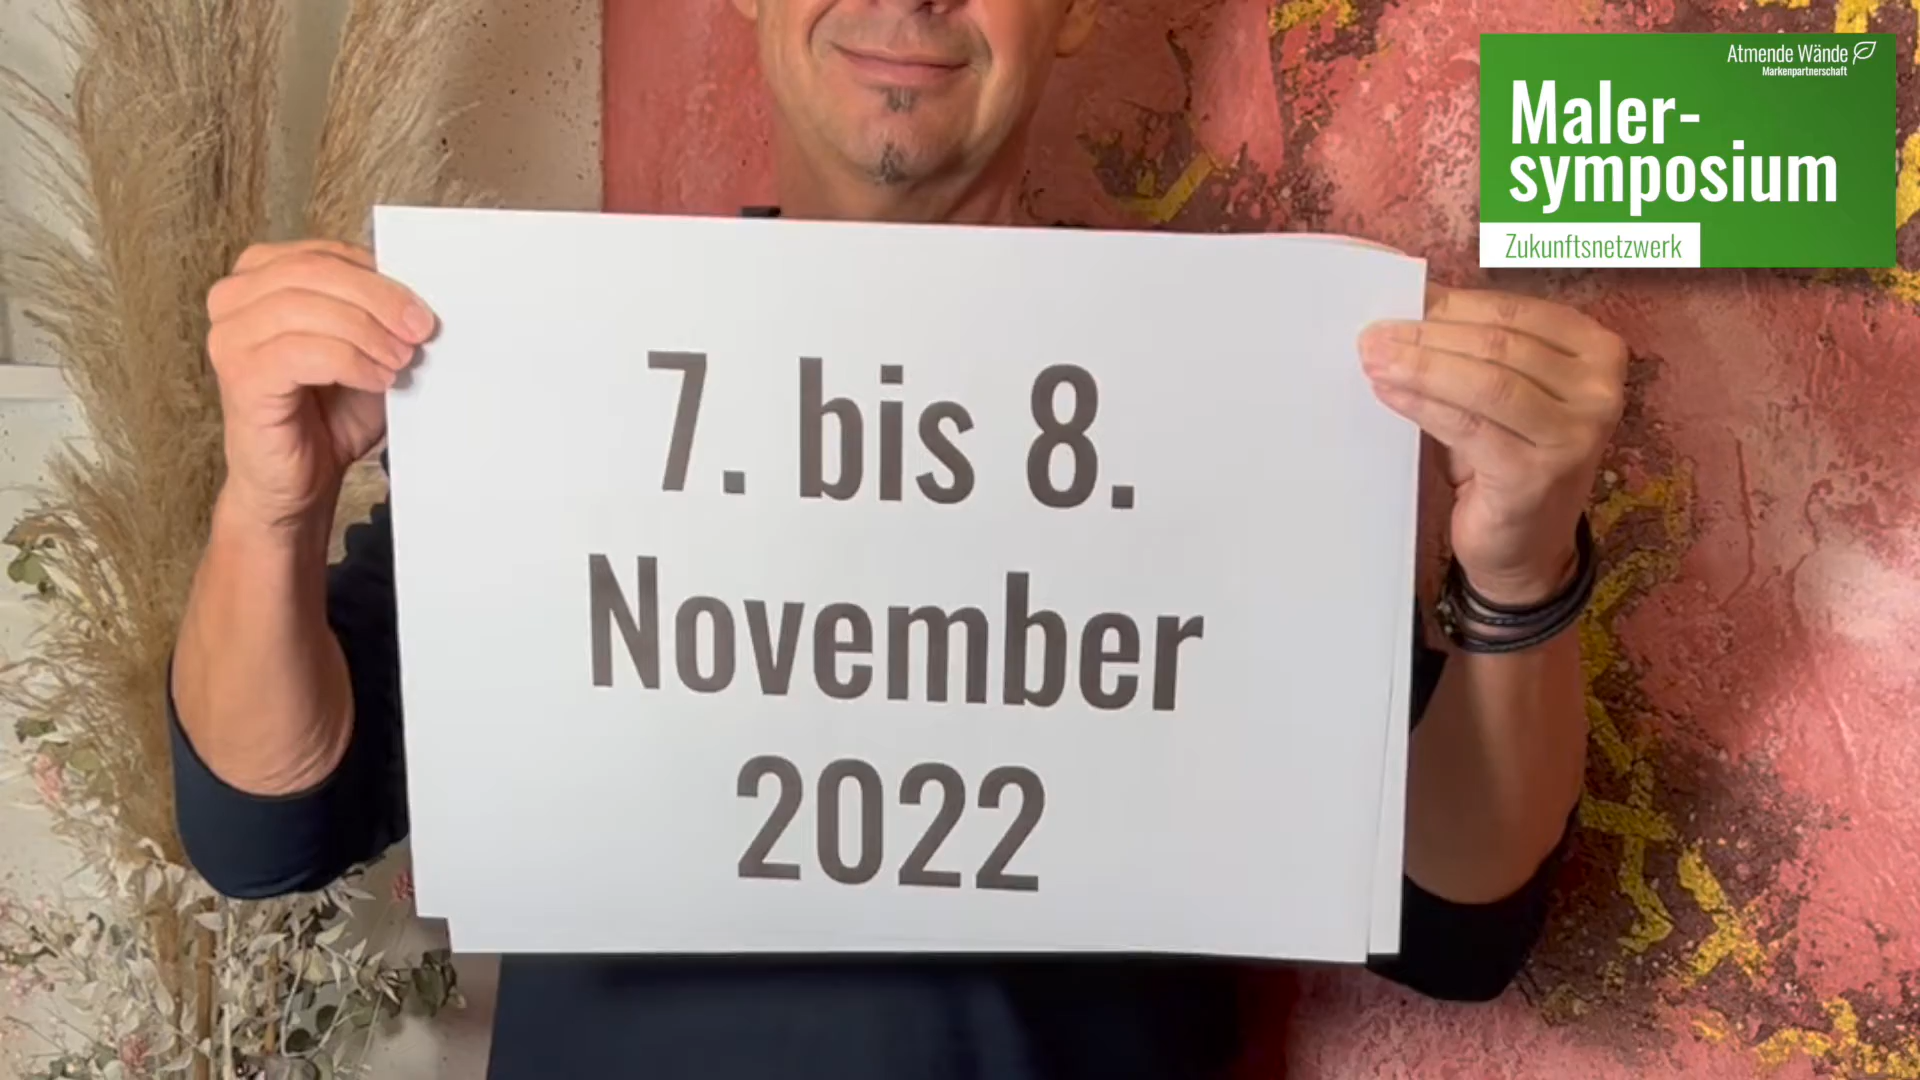 7. bis 8.
November
2022
Atmende Wände
Markenpartnerschaft
Maler-
symposium
Zukunftsnetzwerk